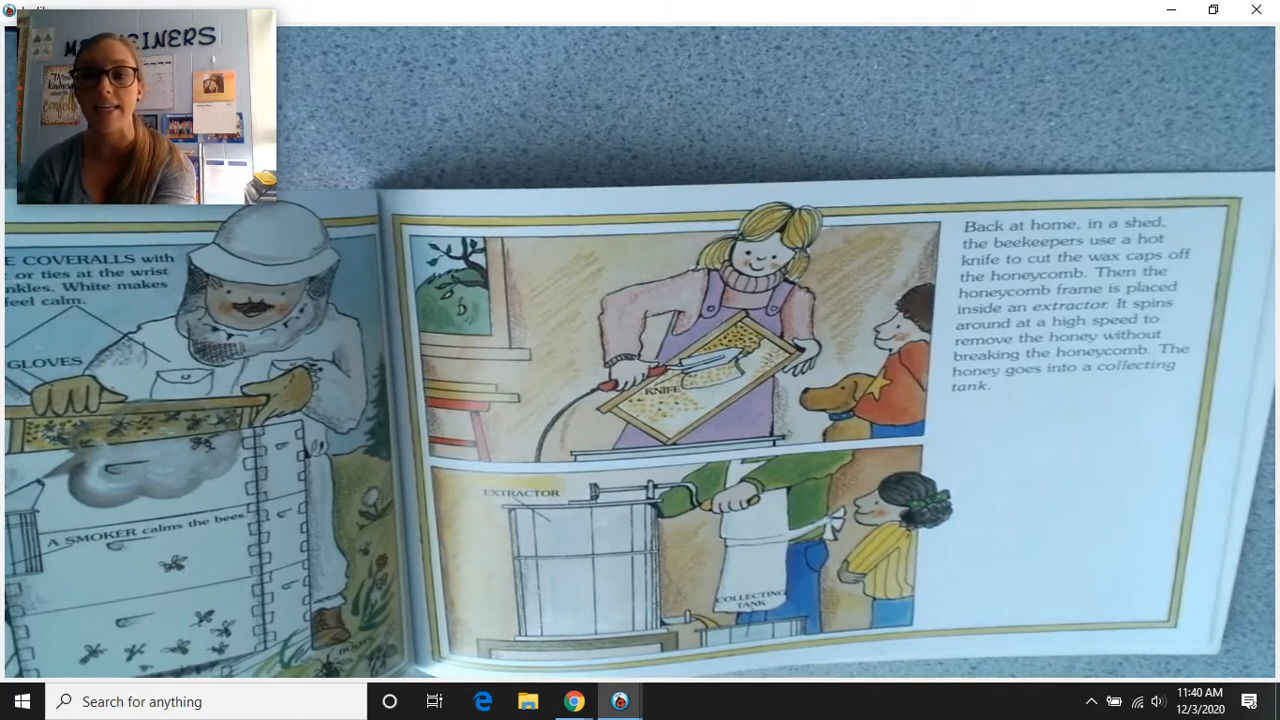 E COVERALLS with
or ties at the wrist
nkles. White makes
feel calm.
GLOVES
A SMOKER calms the bees.
BOOTS
KNIFE
EXTRACTOR
COLLECTING
TANK
Back at home, in a shed,
the beekeepers use a hot
knife to cut the wax caps off
the honeycomb. Then the
honeycomb frame is placed
inside an extractor. It spins
around at a high speed to
remove the honey without
breaking the honeycomb. The
honey goes into a collecting
tank.
Search for anything
11:40 AM
12/3/2020